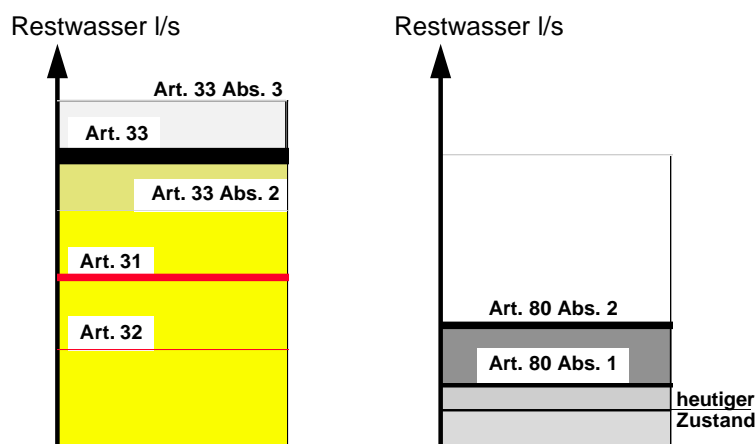 Restwasser l/s
Art. 33 Abs. 3
Art. 33
Art. 33 Abs. 2
Art. 31
Art. 32
Restwasser l/s
Art. 80 Abs. 2
Art. 80 Abs. 1
heutiger
Zustand